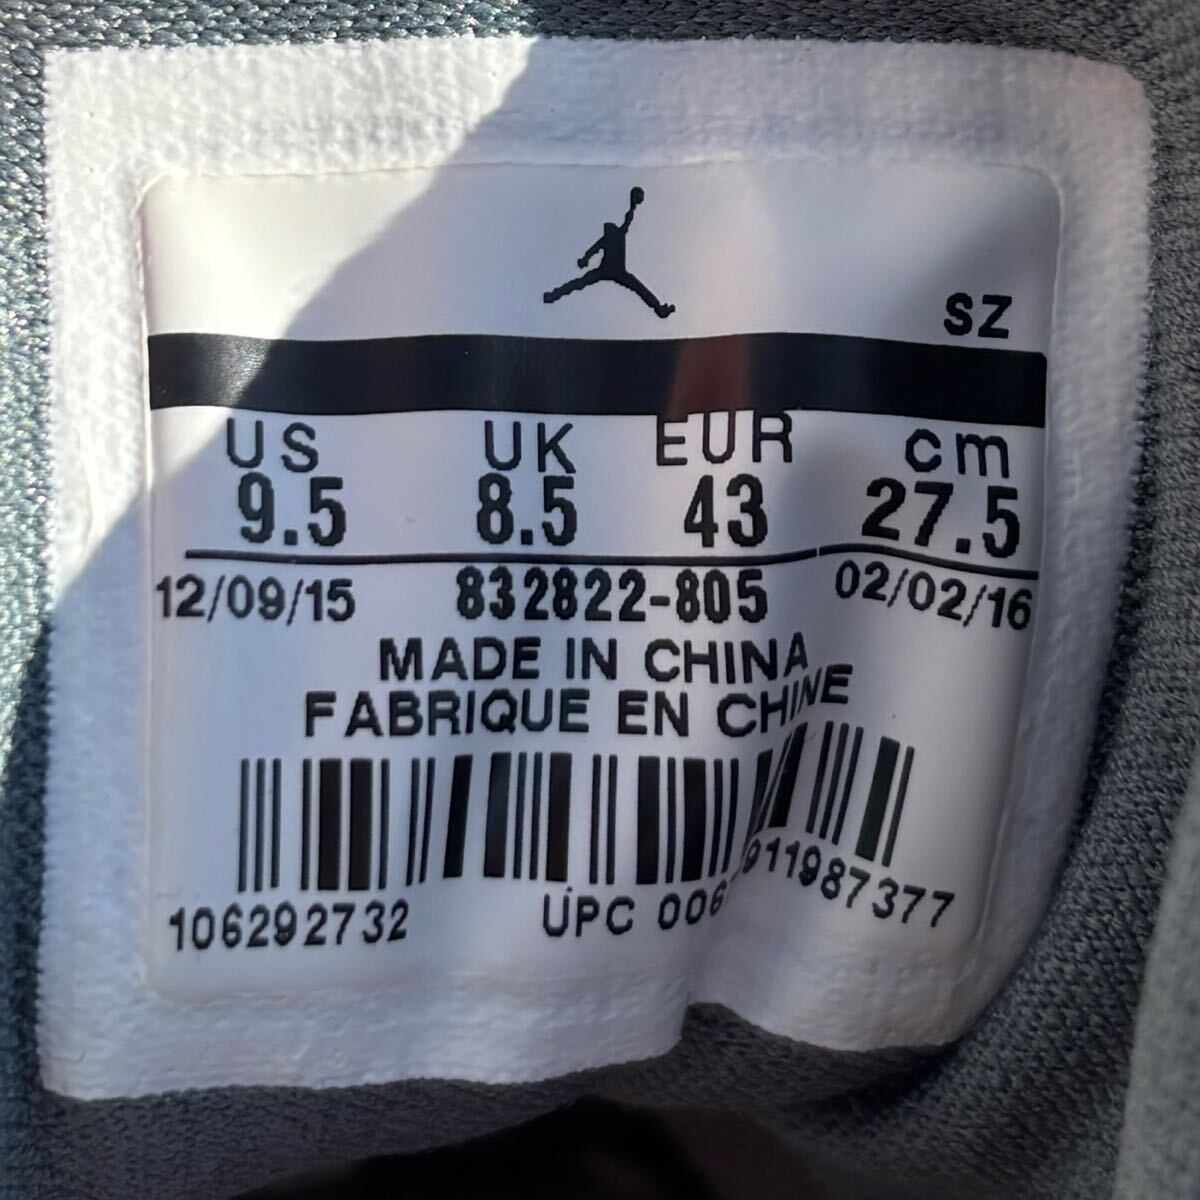 SZ
US UK EUR cm
9.5 8.5 43 27.5
12/09/15 832822-805 02/02/16
MADE IN CHINA
FABRIQUE EN CHINE
106292732 UPC 006 911987377